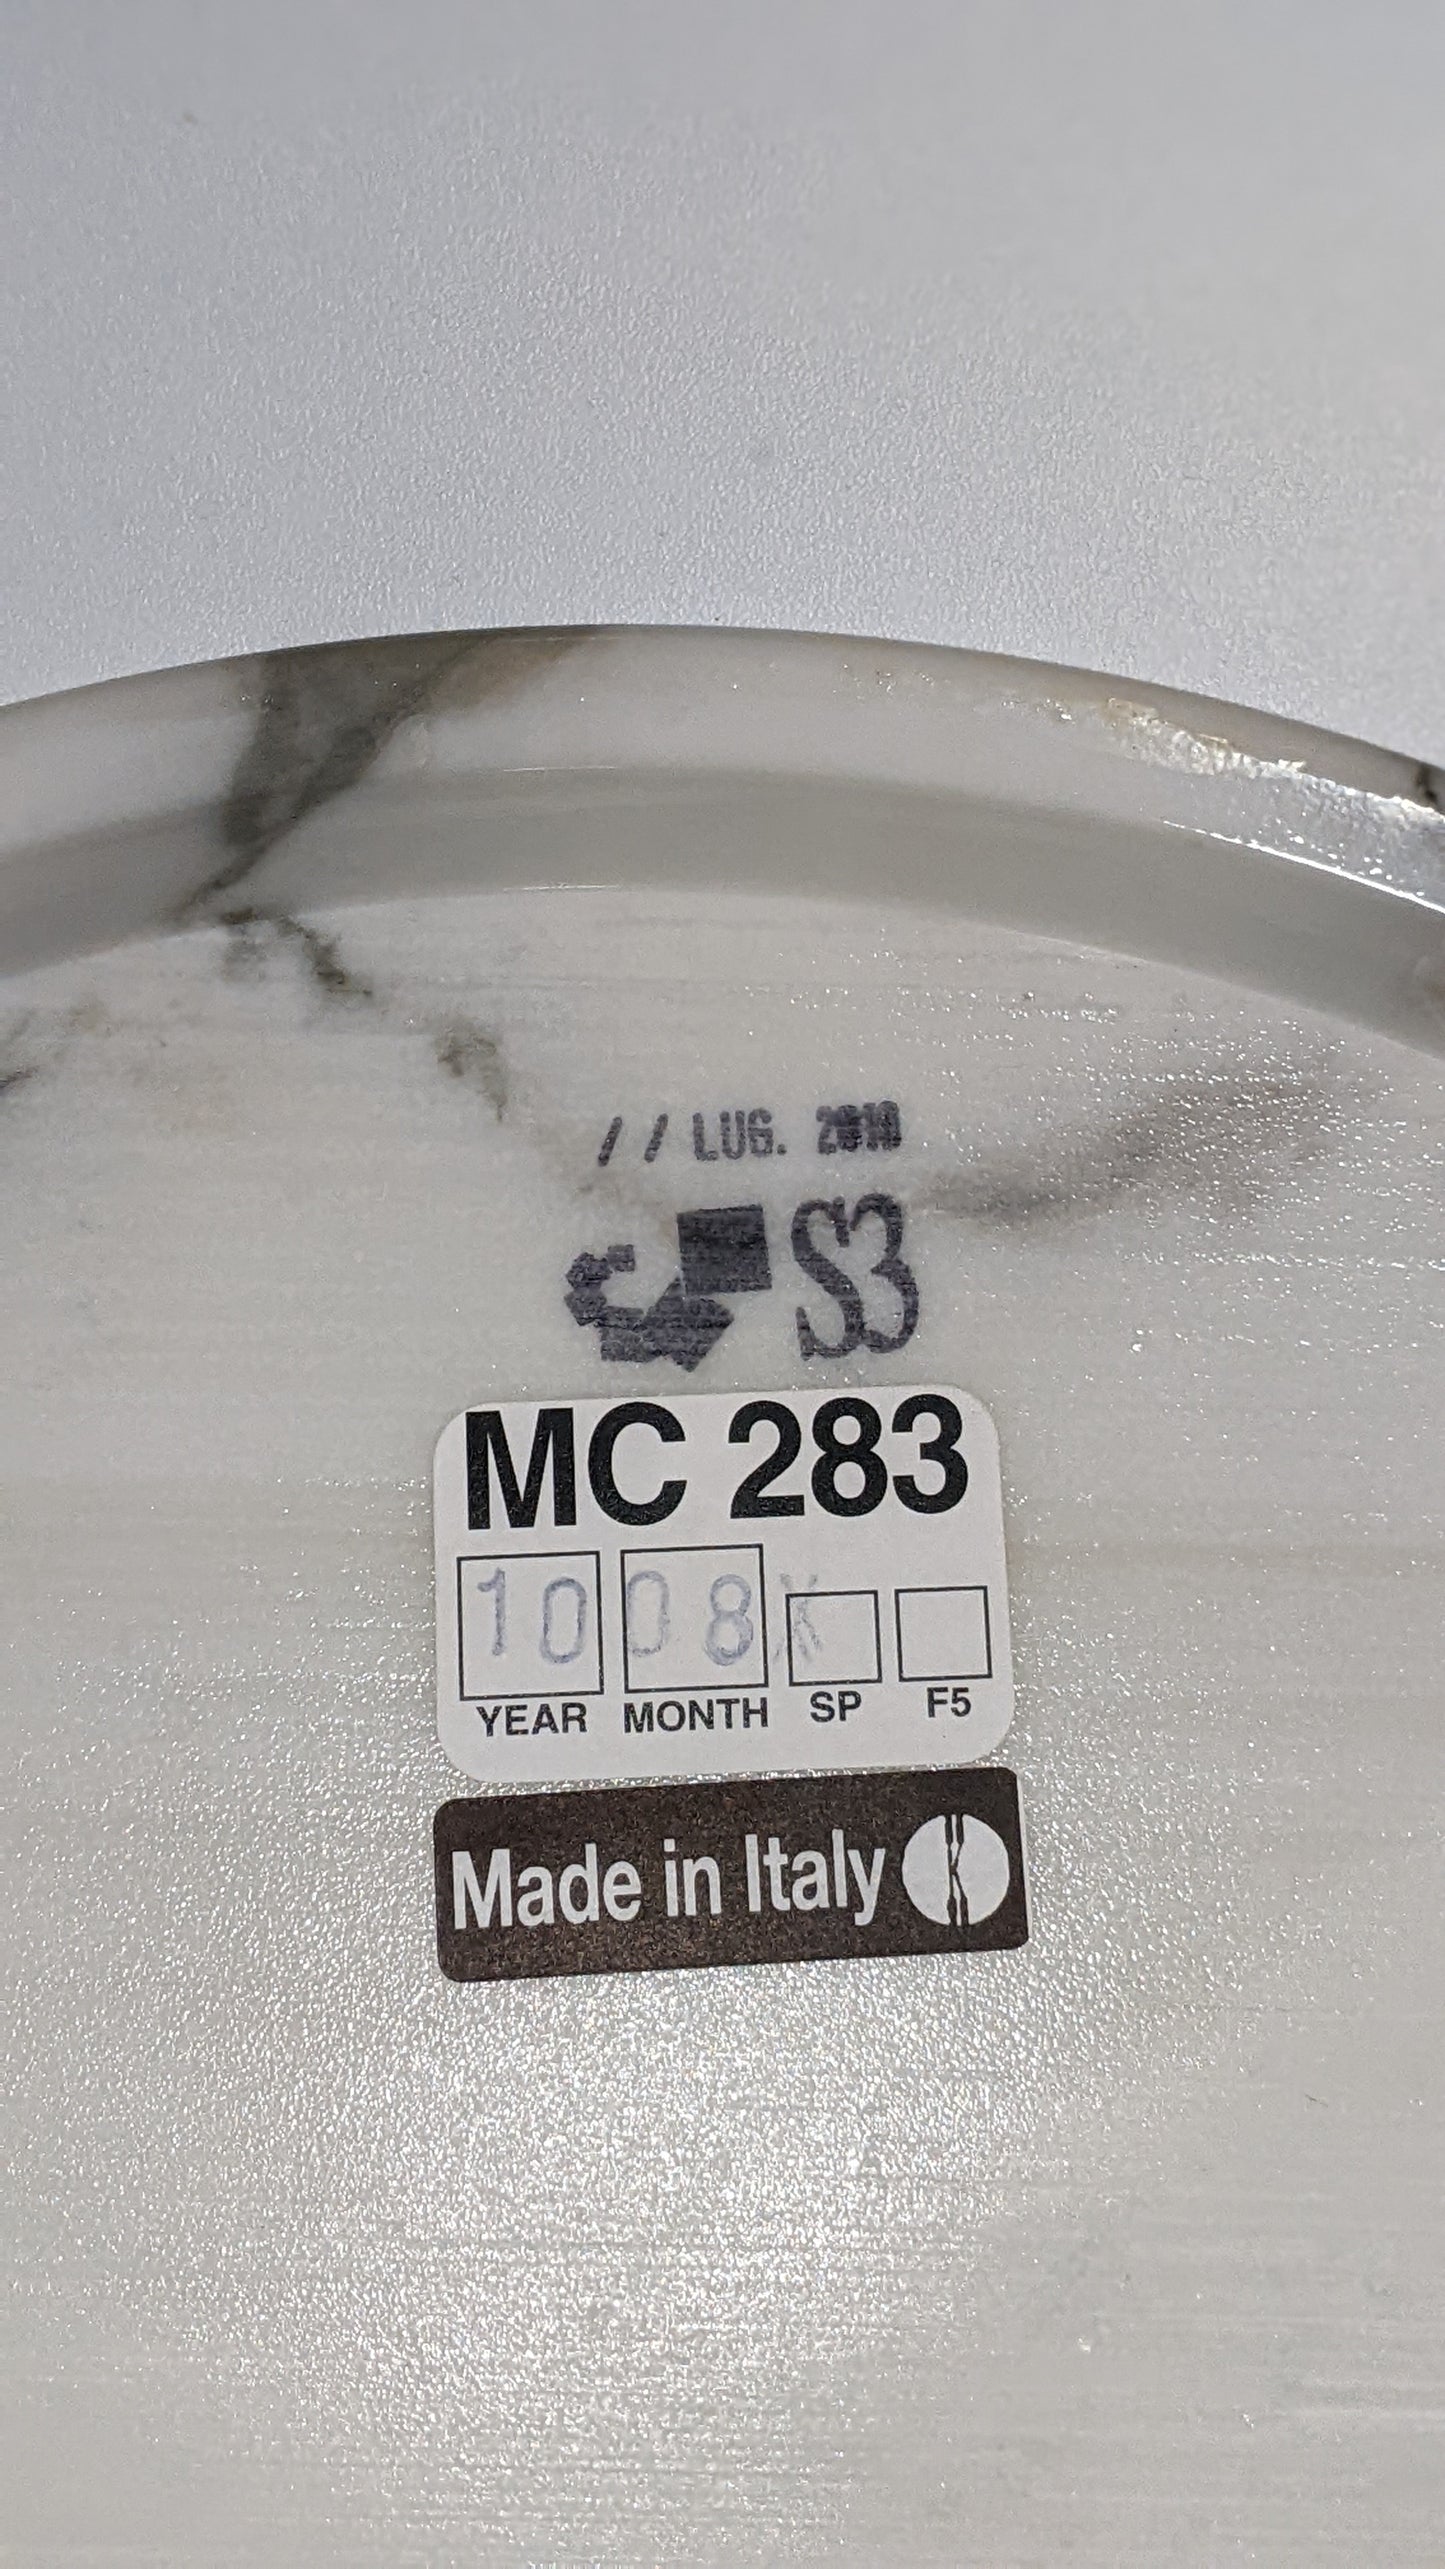 // LUG. 2010
S3
MC 283
10 08 X
YEAR MONTH SP F5
Made in Italy K